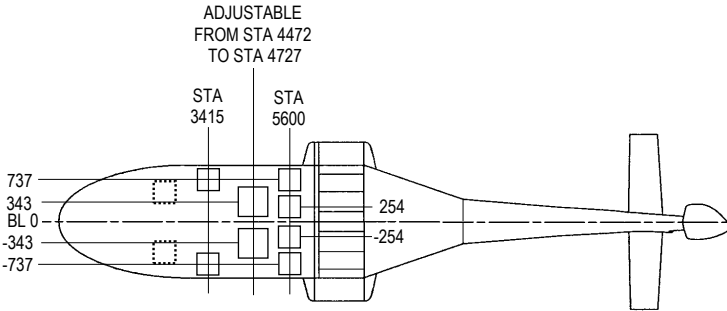 ADJUSTABLE
FROM STA 4472
TO STA 4727
STA
3415
STA
5600
737
343
BL 0
-343
-737
254
-254